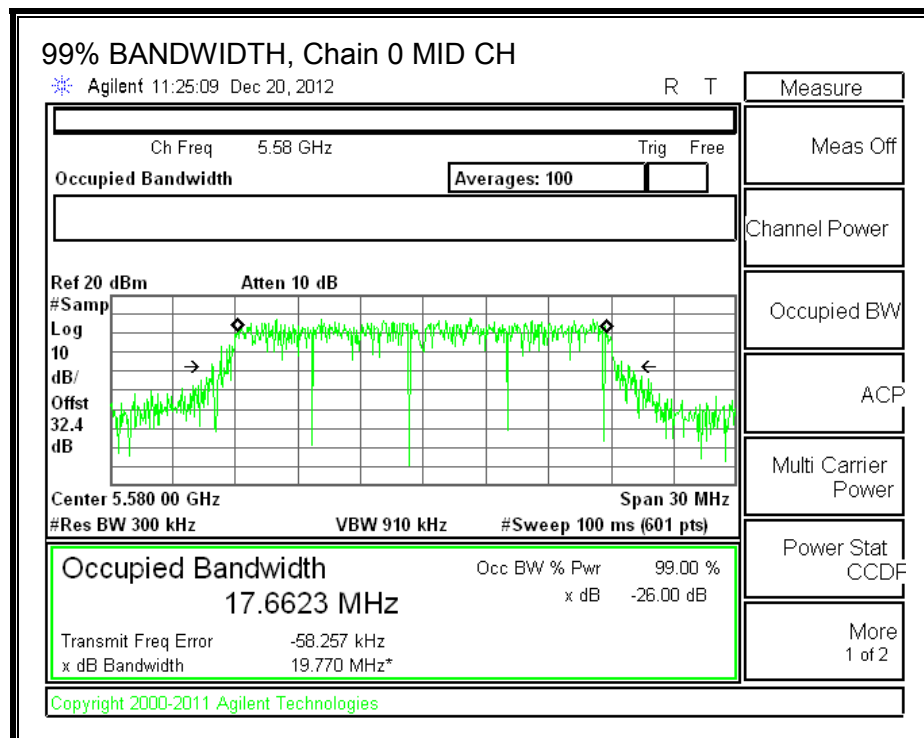 99% BANDWIDTH, Chain 0 MID CH
Agilent 11:25:09 Dec 20, 2012 R T
Measure
Ch Freq 5.58 GHz Trig Free
Occupied Bandwidth Averages: 100
Ref 20 dBm Atten 10 dB
#Samp
Log
10
dB/
Offst
32.4
dB
Center 5.580 00 GHz Span 30 MHz
#Res BW 300 kHz VBW 910 kHz #Sweep 100 ms (601 pts)
Occupied Bandwidth Occ BW % Pwr 99.00 %
17.6623 MHz x dB -26.00 dB
Transmit Freq Error -58.257 kHz
x dB Bandwidth 19.770 MHz*
Copyright 2000-2011 Agilent Technologies
Meas Off
Channel Power
Occupied BW
ACP
Multi Carrier
Power
Power Stat
CCDF
More
1 of 2